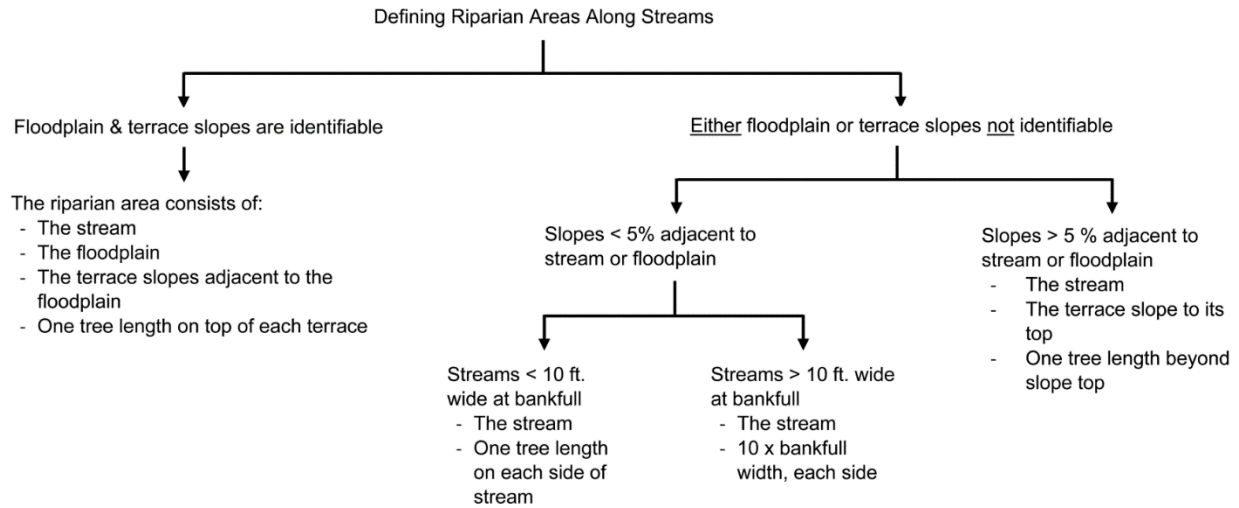 Defining Riparian Areas Along Streams
Floodplain & terrace slopes are identifiable
Either floodplain or terrace slopes not identifiable
The riparian area consists of:
- The stream
- The floodplain
- The terrace slopes adjacent to the
floodplain
- One tree length on top of each terrace
Slopes < 5% adjacent to
stream or floodplain
Slopes > 5 % adjacent to
stream or floodplain
- The stream
- The terrace slope to its
top
- One tree length beyond
slope top
Streams < 10 ft.
wide at bankfull
- The stream
- One tree length
on each side of
stream
Streams > 10 ft. wide
at bankfull
- The stream
- 10 x bankfull
width, each side